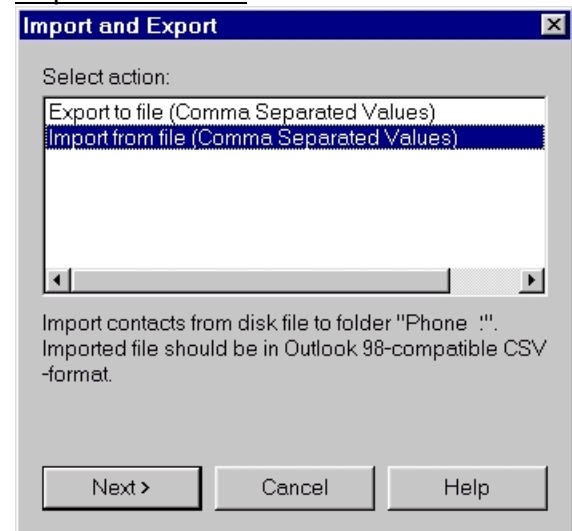 Import and Export
Select action:
Export to file (Comma Separated Values)
Import from file (Comma Separated Values)
Import contacts from disk file to folder "Phone :".
Imported file should be in Outlook 98-compatible CSV
-format.
Next >
Cancel
Help